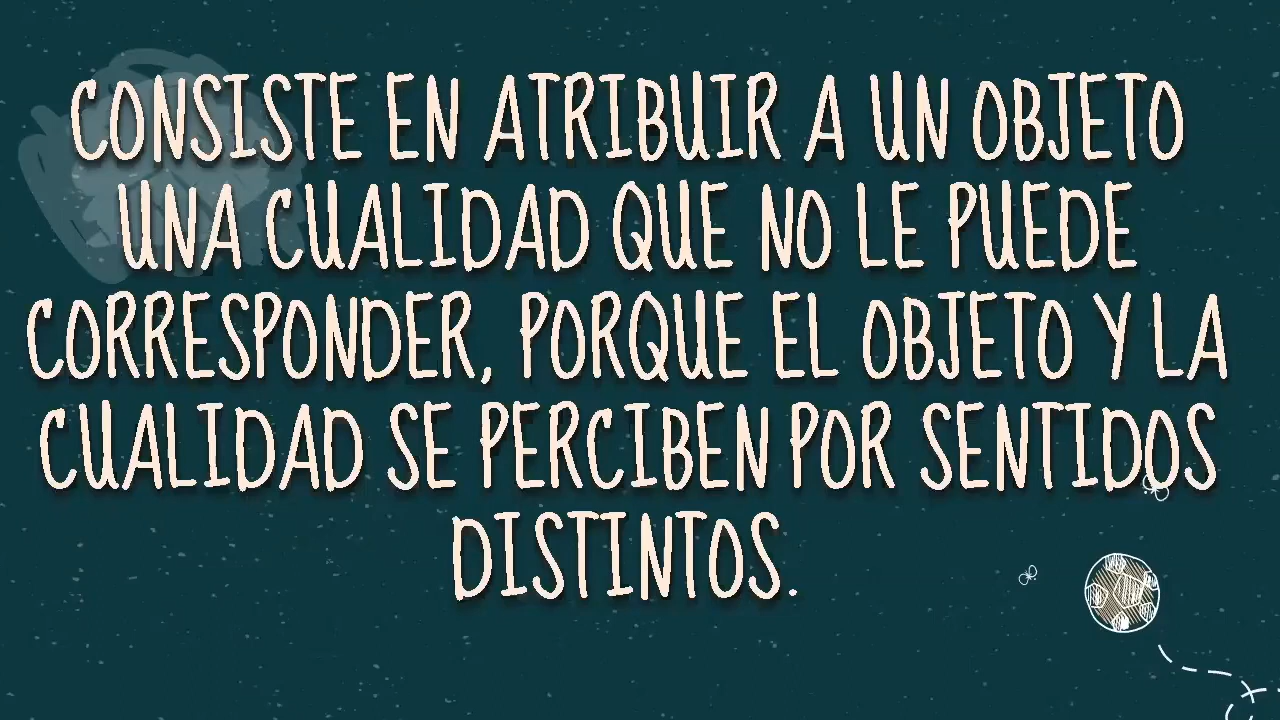 CONSISTE EN ATRIBUIR A UN OBJETO
UNA CUALIDAD QUE NO LE PUEDE
CORRESPONDER, PORQUE EL OBJETO Y LA
CUALIDAD SE PERCIBEN POR SENTIDOS
DISTINTOS.